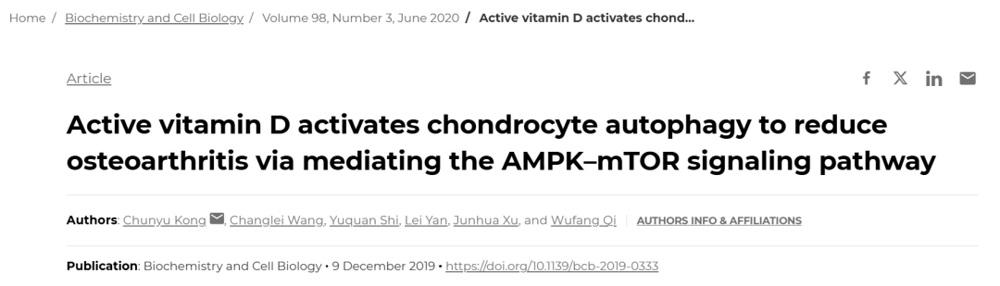 Home / Biochemistry and Cell Biology / Volume 98, Number 3, June 2020 / Active vitamin D activates chond...
Article
Active vitamin D activates chondrocyte autophagy to reduce
osteoarthritis via mediating the AMPK–mTOR signaling pathway
Authors: Chunyu Kong, Changlei Wang, Yuquan Shi, Lei Yan, Junhua Xu, and Wufang Qi | AUTHORS INFO & AFFILIATIONS
Publication: Biochemistry and Cell Biology • 9 December 2019 • https://doi.org/10.1139/bcb-2019-0333